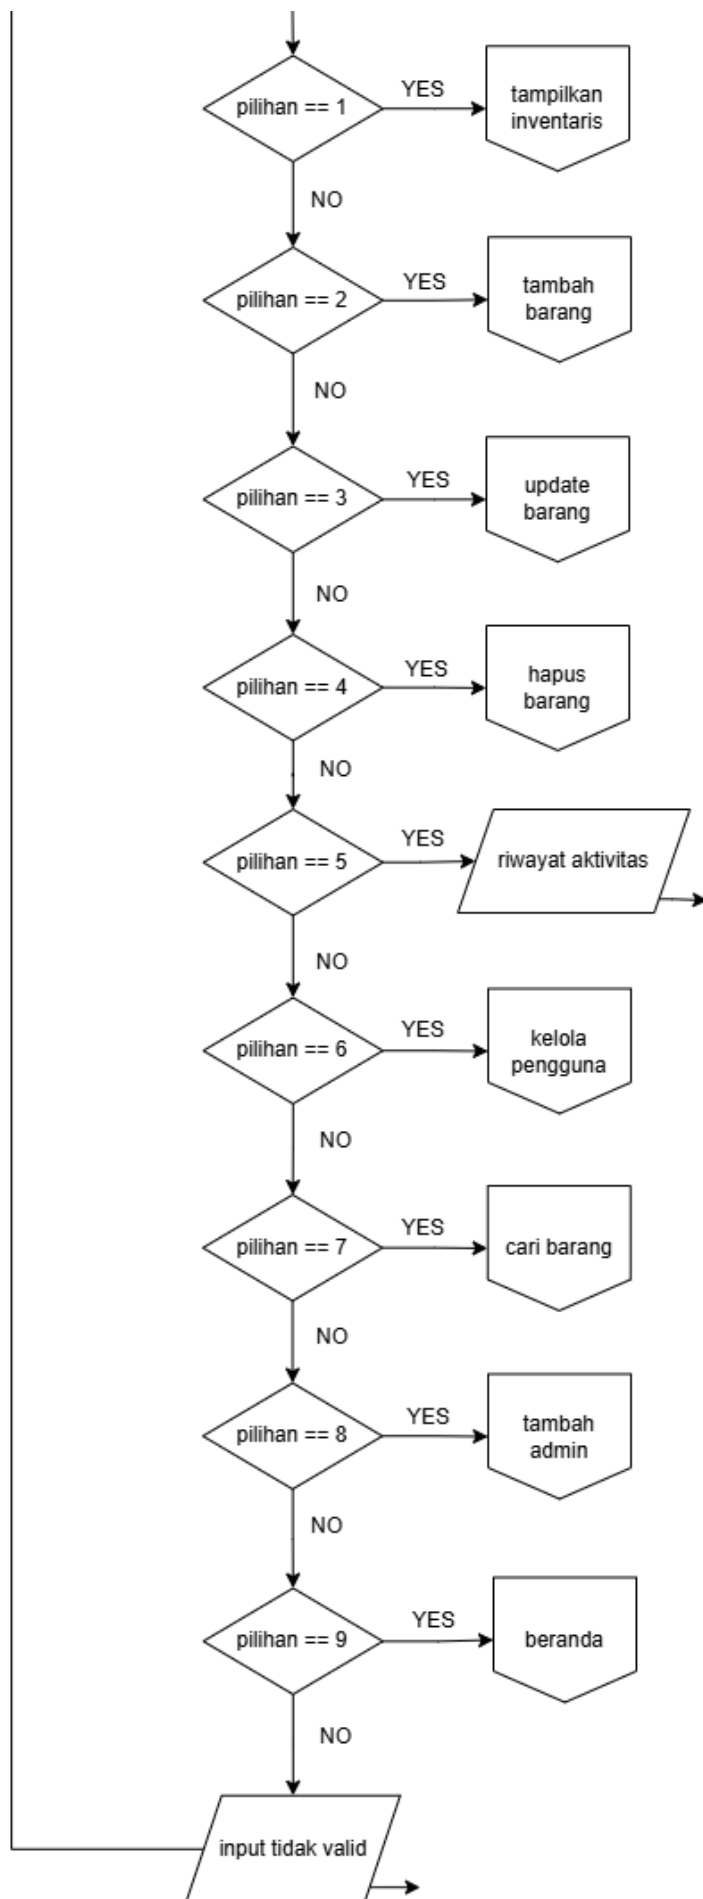 pilihan == 1
YES
tampilkan
inventaris
NO
pilihan == 2
YES
tambah
barang
NO
pilihan == 3
YES
update
barang
NO
pilihan == 4
YES
hapus
barang
NO
pilihan == 5
YES
riwayat aktivitas
NO
pilihan == 6
YES
kelola
pengguna
NO
pilihan == 7
YES
cari barang
NO
pilihan == 8
YES
tambah
admin
NO
pilihan == 9
YES
beranda
NO
input tidak valid